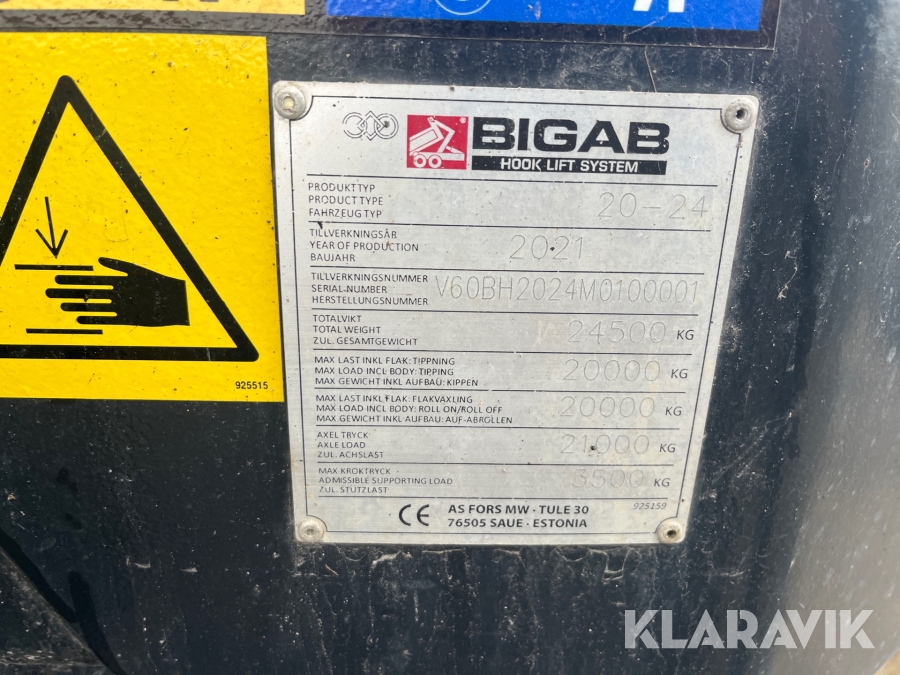 BIGAB
HOOK LIFT SYSTEM
PRODUKTTYP
PRODUCT TYPE
FAHRZEUG TYP
20-24
TILLVERKNINGSÅR
YEAR OF PRODUCTION
BAUJAHR
2021
TILLVERKNINGSNUMMER
SERIAL-NUMBER
HERSTELLUNGSNUMMER
V60BH2024M0100001
TOTALVIKT
TOTAL WEIGHT
ZUL. GESAMTGEWICHT
24500 KG
MAX LAST INKL FLAK: TIPPNING
MAX LOAD INCL BODY: TIPPING
MAX GEWICHT INKL AUFBAU: KIPPEN
20000 KG
MAX LAST INKL. FLAK: FLAKVÄXLING
MAX LOAD INCL BODY: ROLL ON/ROLL OFF
MAX GEWICHT INKL AUFBAU: AUF-ABROLLEN
20000 KG
AXEL TRYCK
AXLE LOAD
ZUL. ACHSLAST
21000 KG
MAX KROKTRYCK
ADMISSIBLE SUPPORTING LOAD
ZUL. STÜTZLAST
3500 KG
CE
AS FORS MW · TULE 30
76505 SAUE · ESTONIA
925159
925515
KLARAVIK